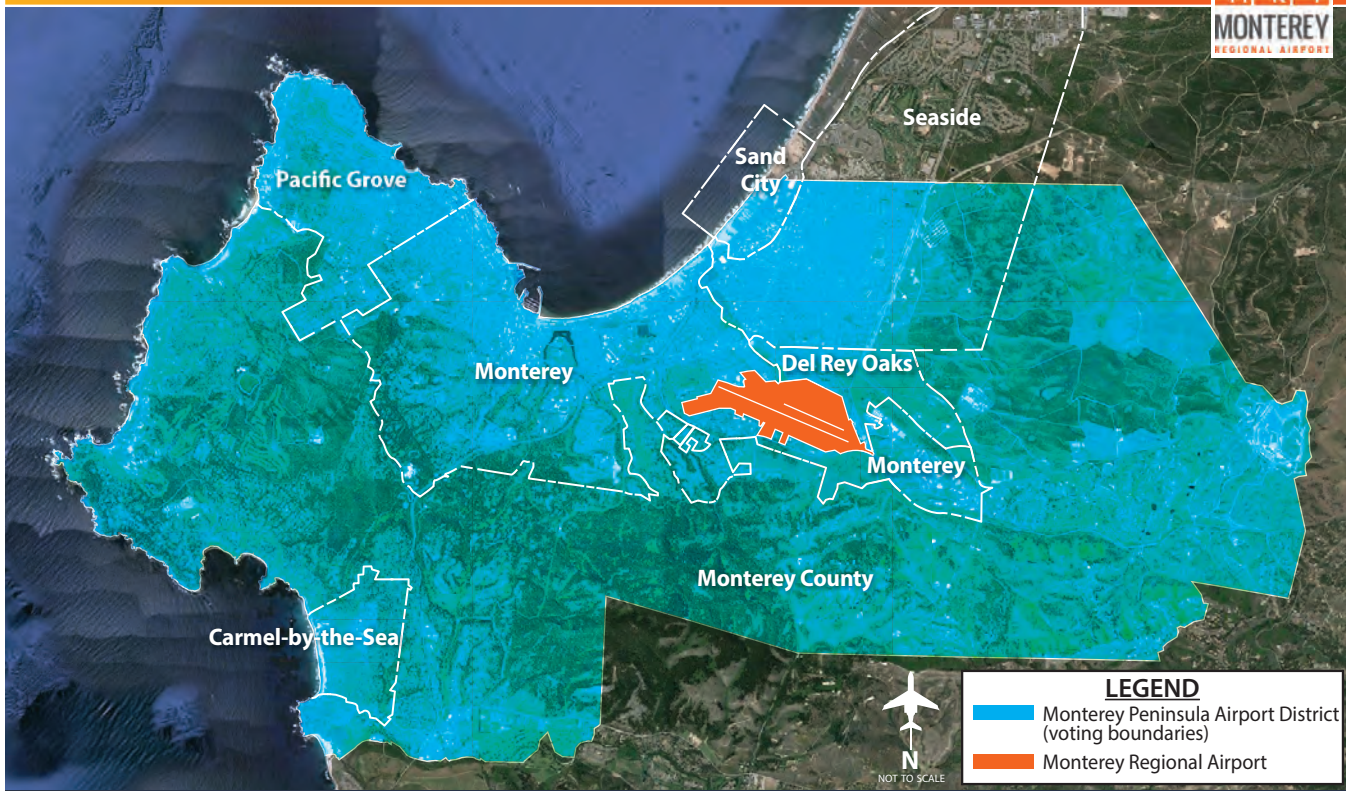 MONTEREY
REGIONAL AIRPORT
Seaside
Sand
City
Pacific Grove
Del Rey Oaks
Monterey
Monterey
Monterey County
Carmel-by-the-Sea
N
NOT TO SCALE
LEGEND
Monterey Peninsula Airport District
(voting boundaries)
Monterey Regional Airport